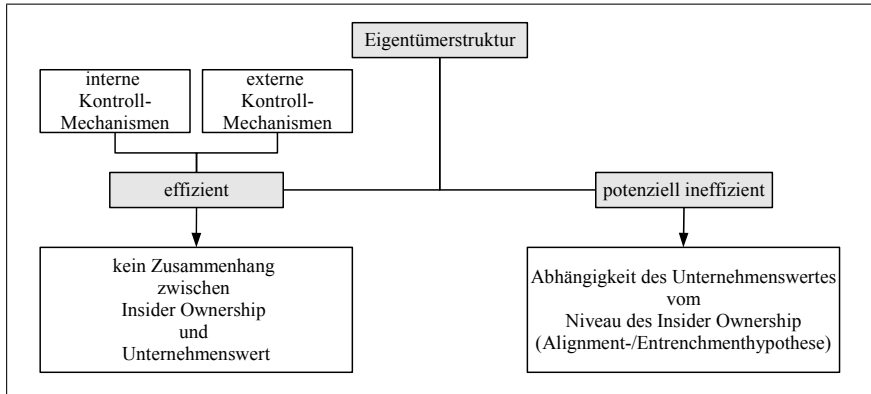 Eigentümerstruktur
interne
Kontroll-
Mechanismen
externe
Kontroll-
Mechanismen
effizient
potenziell ineffizient
kein Zusammenhang
zwischen
Insider Ownership
und
Unternehmenswert
Abhängigkeit des Unternehmenswertes
vom
Niveau des Insider Ownership
(Alignment-/Entrenchmenthypothese)